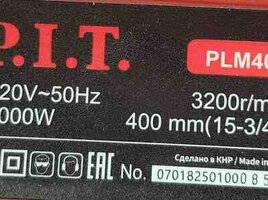 P.I.T. PLM40
20V~50Hz 3200r/m
000W 400 mm(15-3/4
Сделано в КНР / Made in
EAC No. 070182501000 8 5